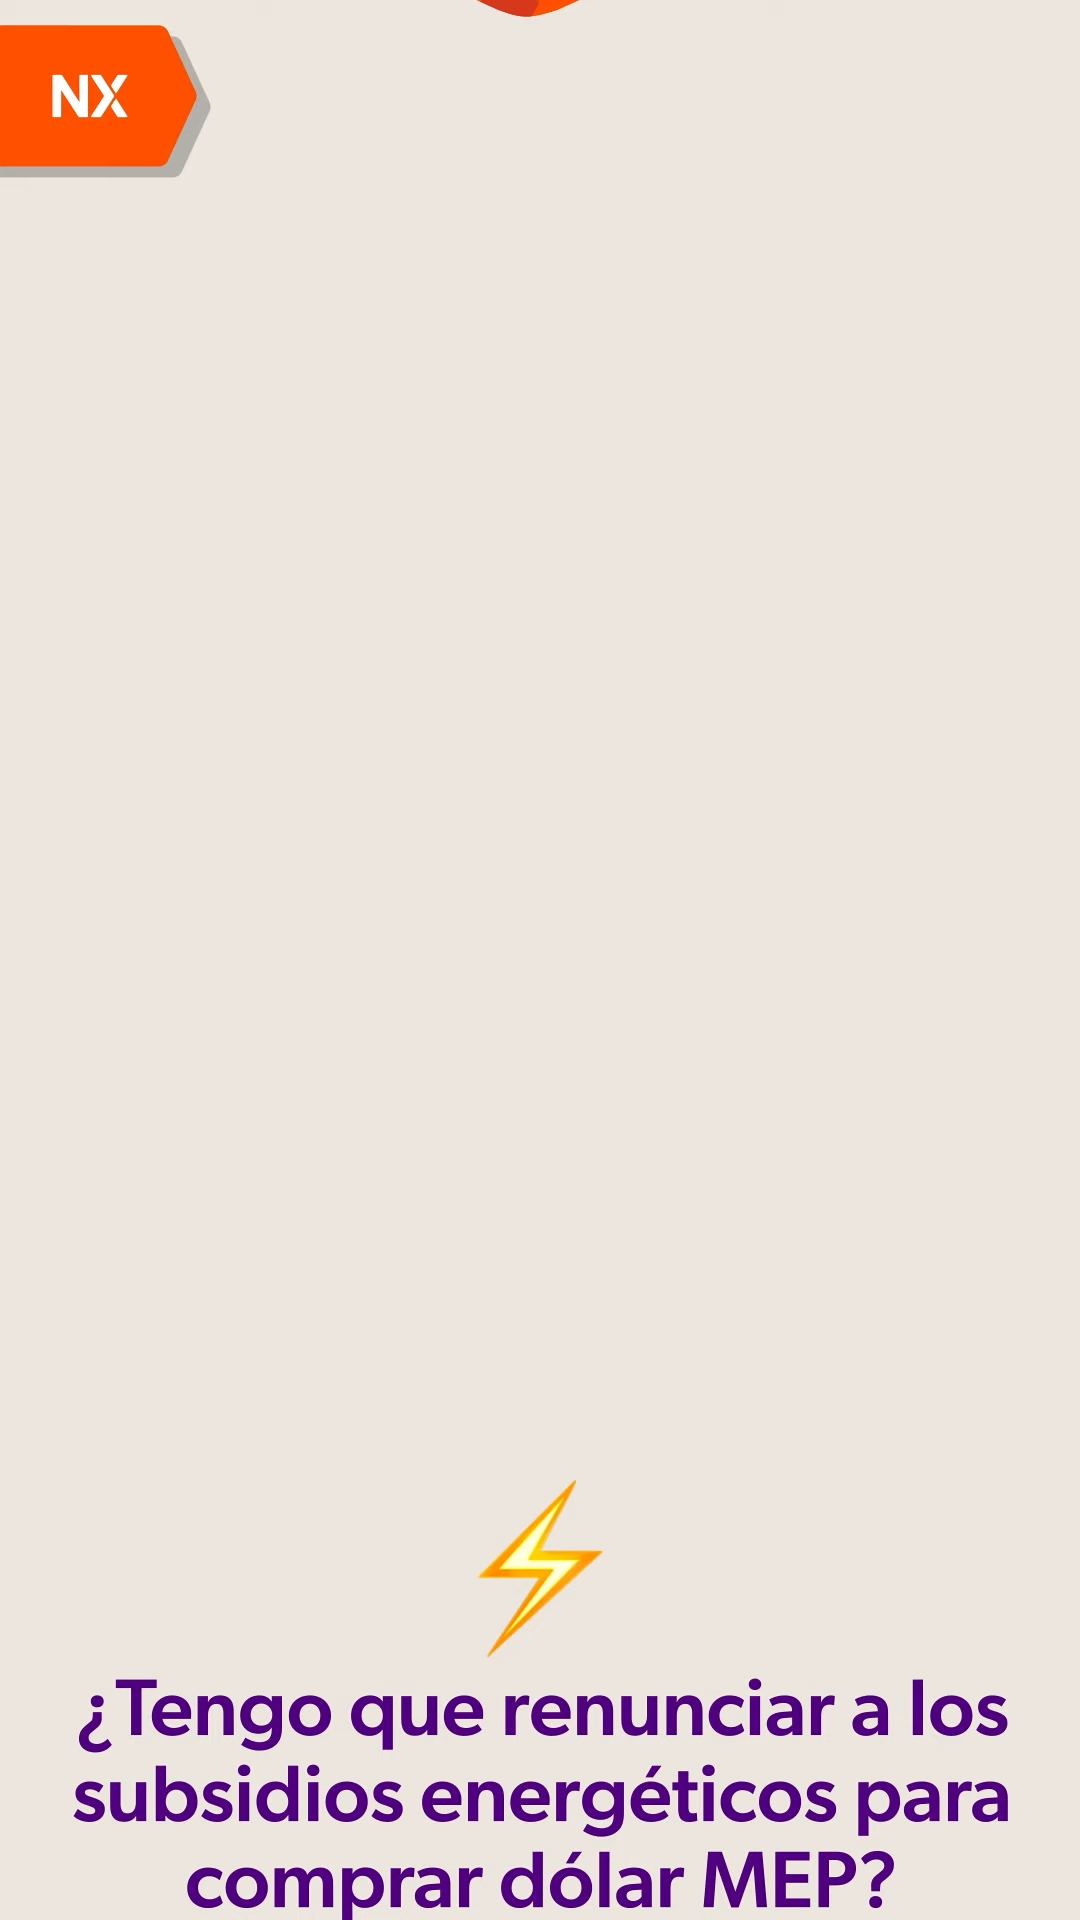 NX
¿Tengo que renunciar a los
subsidios energéticos para
comprar dólar MEP?